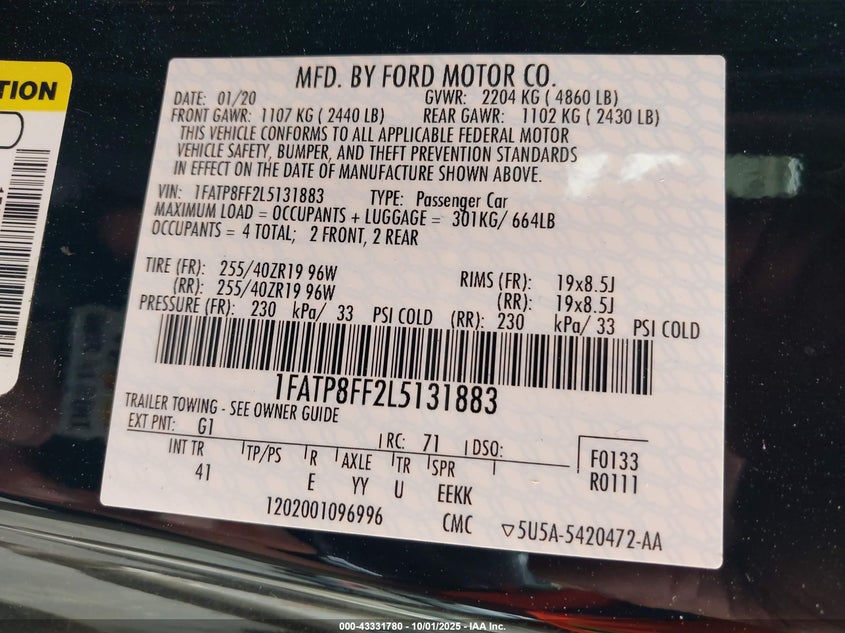 TION
MFD. BY FORD MOTOR CO.
DATE: 01/20 GVWR: 2204 KG ( 4860 LB)
FRONT GAWR: 1107 KG ( 2440 LB) REAR GAWR: 1102 KG ( 2430 LB)
THIS VEHICLE CONFORMS TO ALL APPLICABLE FEDERAL MOTOR
VEHICLE SAFETY, BUMPER, AND THEFT PREVENTION STANDARDS
IN EFFECT ON THE DATE OF MANUFACTURE SHOWN ABOVE.
VIN: 1FATP8FF2L5131883 TYPE: Passenger Car
MAXIMUM LOAD = OCCUPANTS + LUGGAGE = 301KG/ 664LB
OCCUPANTS = 4 TOTAL; 2 FRONT, 2 REAR
TIRE (FR): 255/40ZR19 96W RIMS (FR): 19x8.5J
(RR): 255/40ZR19 96W (RR): 19x8.5J
PRESSURE (FR): 230 kPa/ 33 PSI COLD (RR): 230 kPa/ 33 PSI COLD
1FATP8FF2L5131883
TRAILER TOWING - SEE OWNER GUIDE
EXT PNT: G1 RC: 71 DSO:
INT TR TP/PS R AXLE TR SPR F0133
41 E YY U EEKK R0111
1202001096996 CMC ▽5U5A-5420472-AA
000-43331780 - 10/01/2025 - IAA Inc.